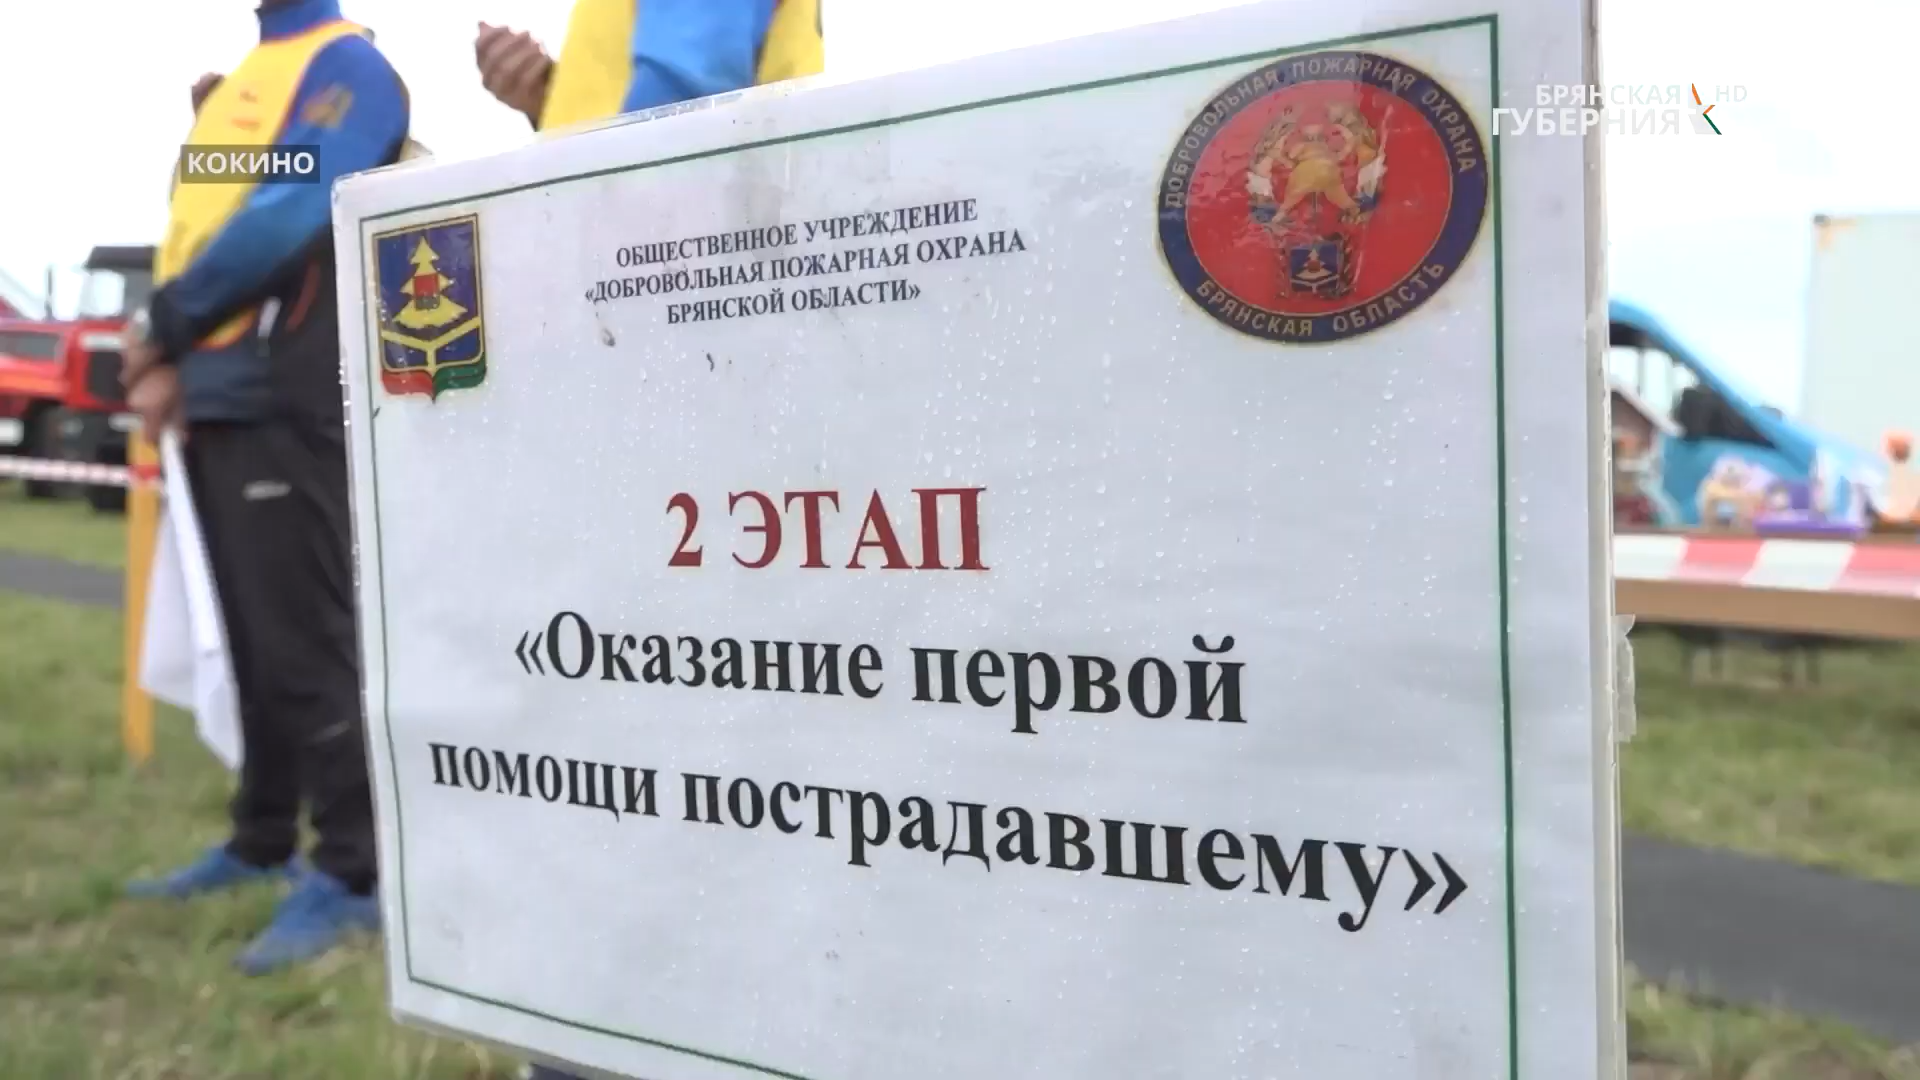 БРЯНСКАЯ HD
ГУБЕРНИЯ
КОКИНО
ДОБРОВОЛЬНАЯ ПОЖАРНАЯ ОХРАНА
БРЯНСКАЯ ОБЛАСТЬ
ОБЩЕСТВЕННОЕ УЧРЕЖДЕНИЕ
«ДОБРОВОЛЬНАЯ ПОЖАРНАЯ ОХРАНА
БРЯНСКОЙ ОБЛАСТИ»
2 ЭТАП
«Оказание первой
помощи пострадавшему»